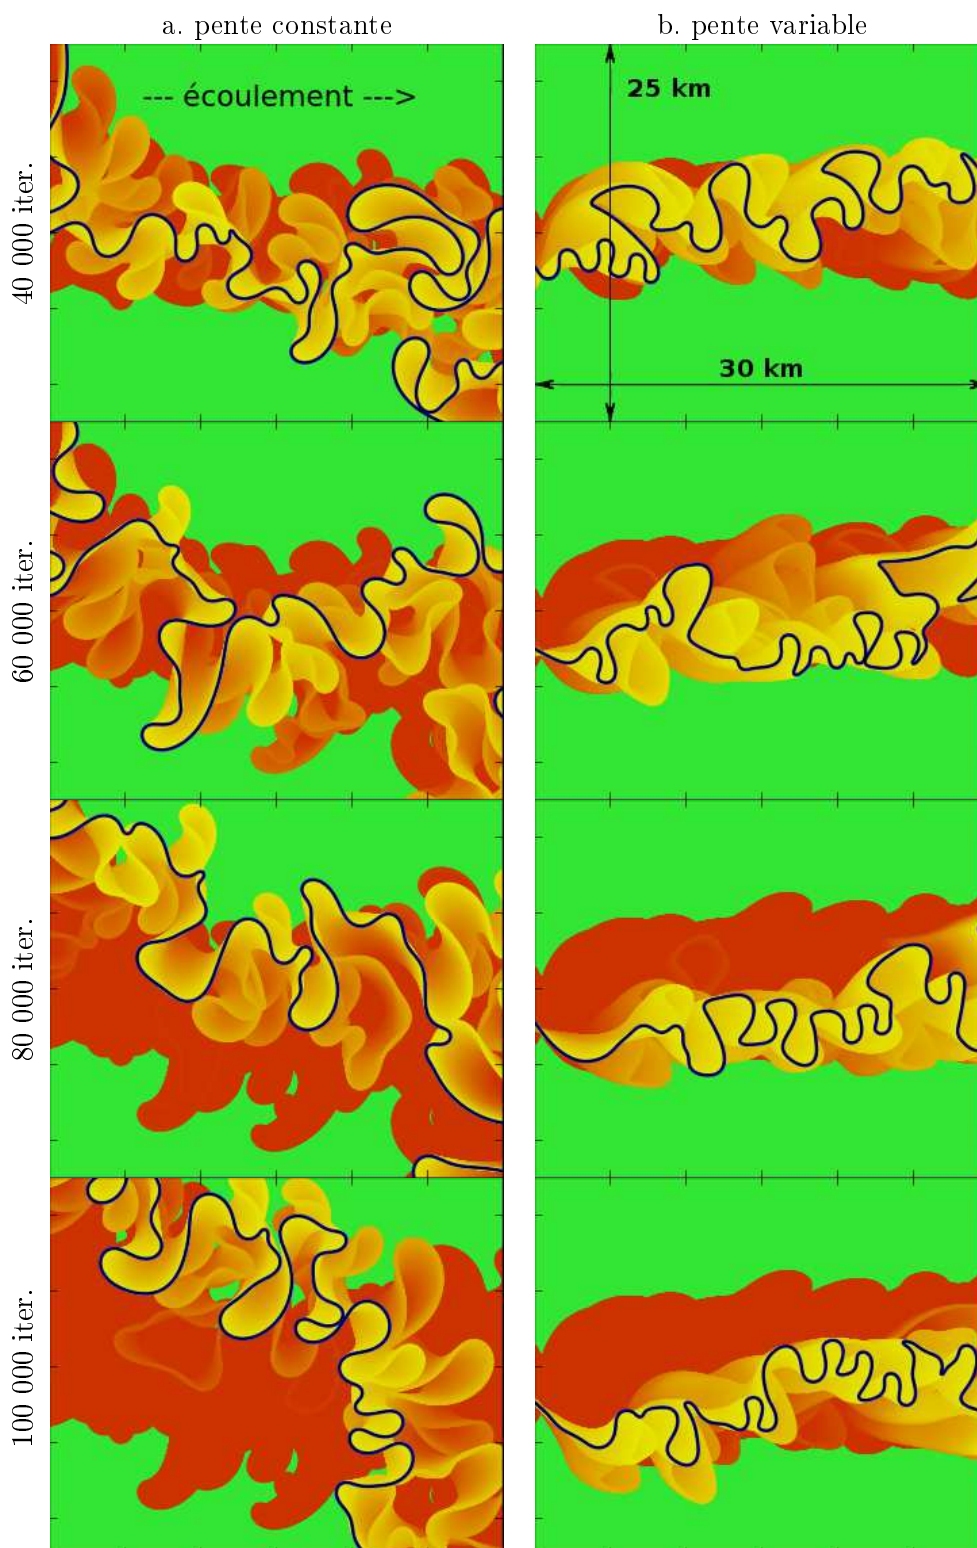 a. pente constante
b. pente variable
--- écoulement --->
25 km
30 km
40 000 iter.
60 000 iter.
80 000 iter.
100 000 iter.